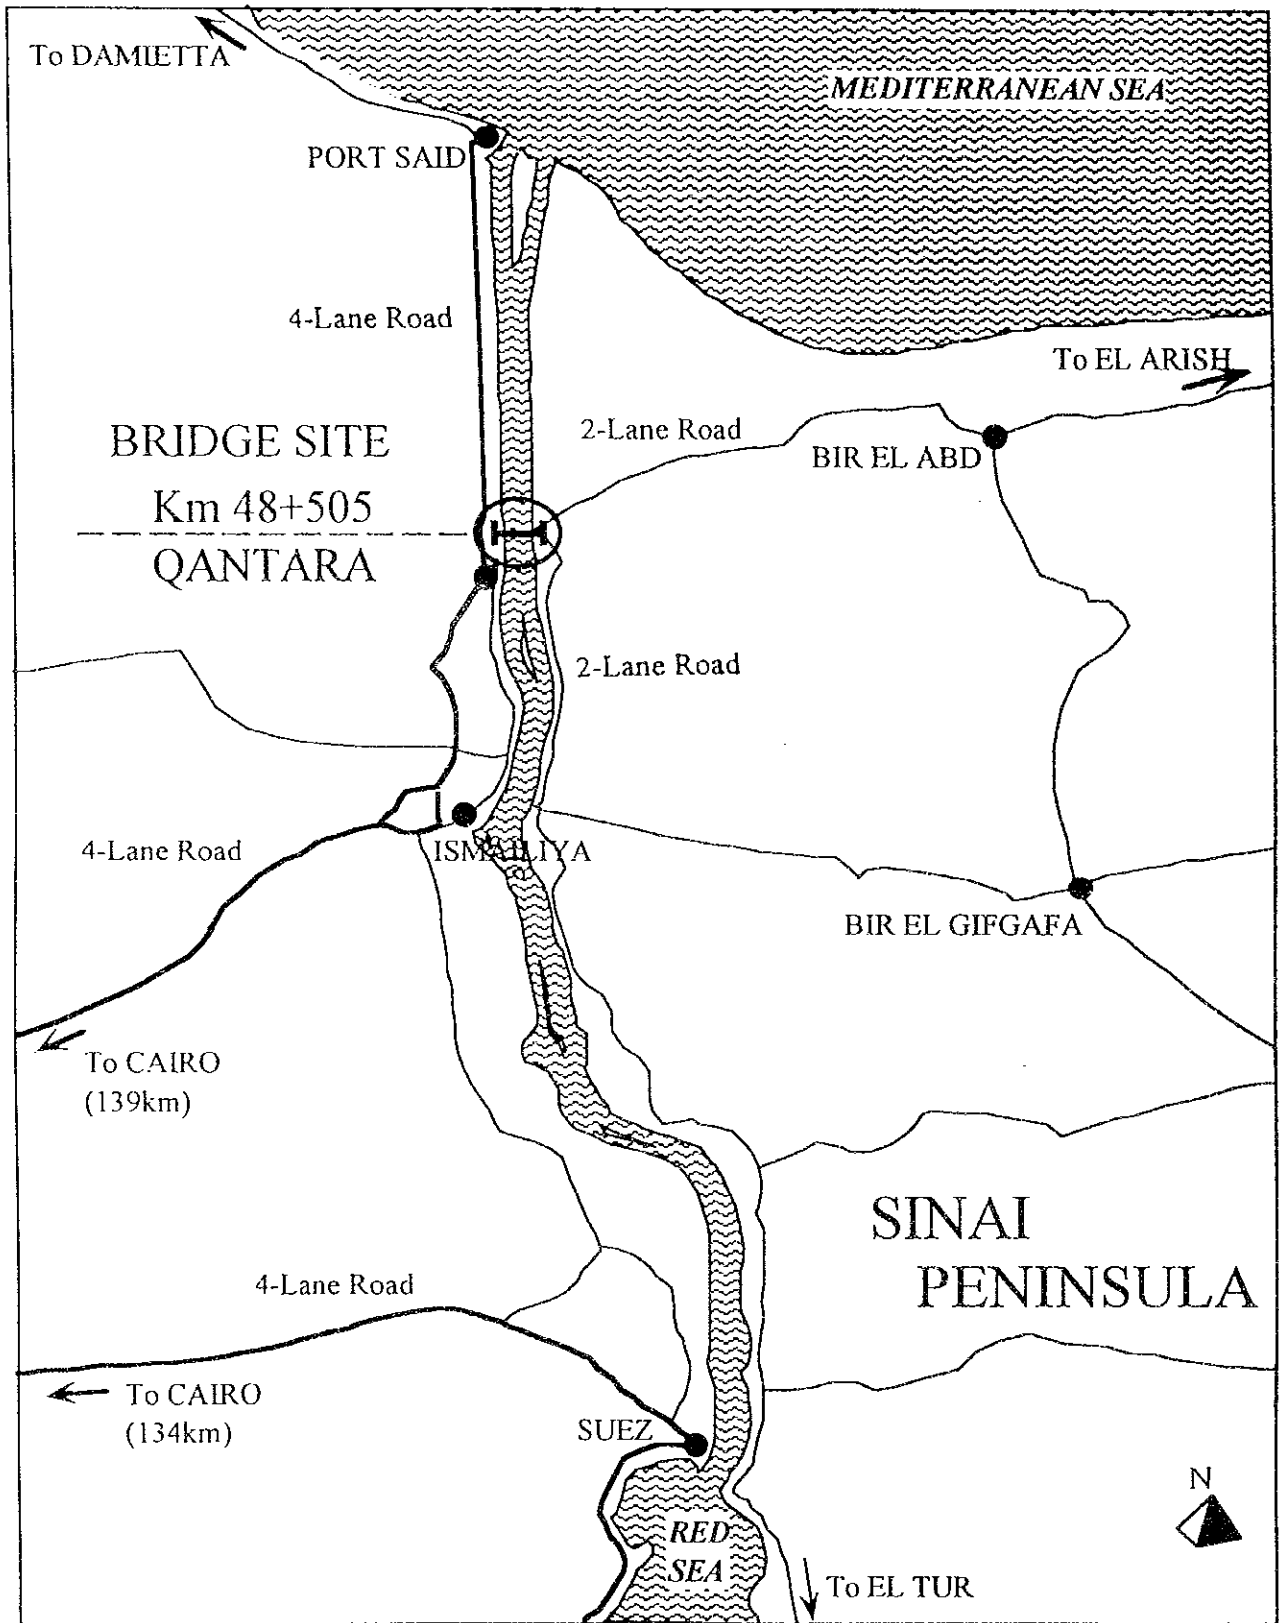 To DAMIETTA
MEDITERRANEAN SEA
PORT SAID
4-Lane Road
To EL ARISH
2-Lane Road
BRIDGE SITE
BIR EL ABD
Km 48+505
QANTARA
2-Lane Road
4-Lane Road
ISMAILIYA
BIR EL GIFGAFA
To CAIRO
(139km)
SINAI
PENINSULA
4-Lane Road
To CAIRO
(134km)
SUEZ
N
RED
SEA
To EL TUR